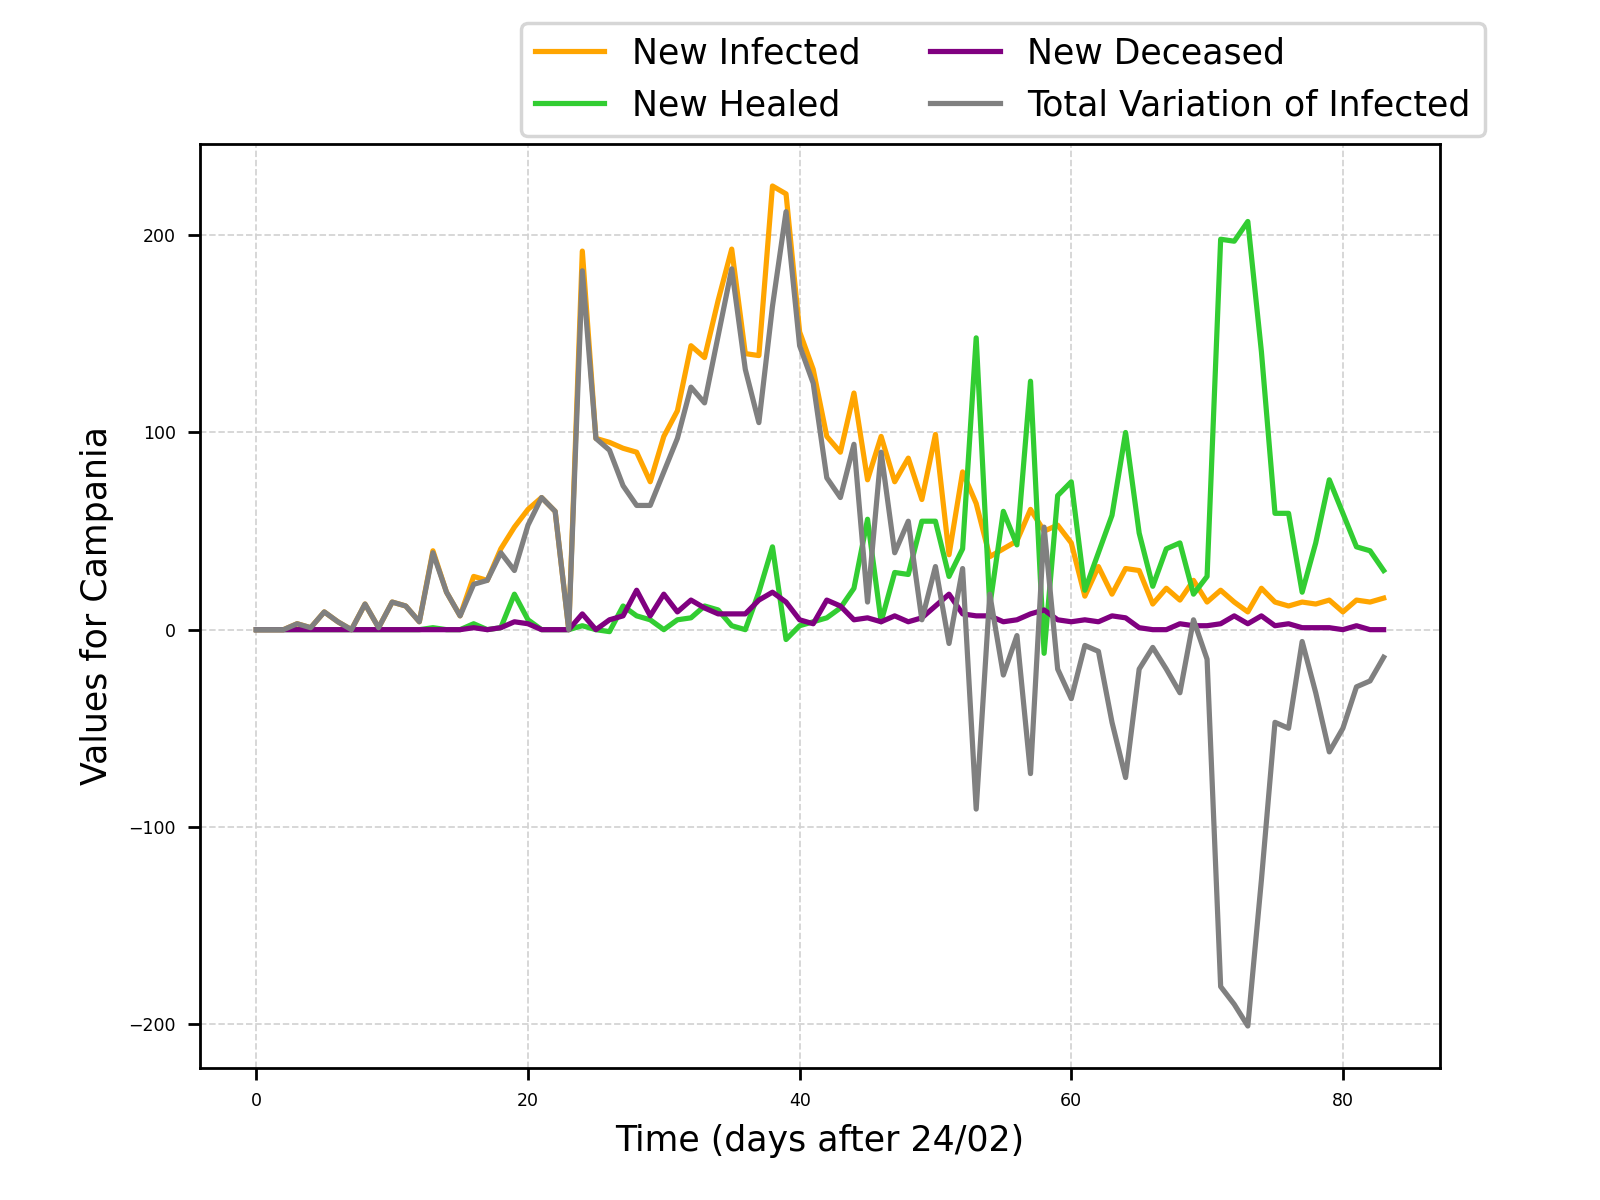 New Infected
New Healed
New Deceased
Total Variation of Infected
200
100
0
−100
−200
Values for Campania
0 20 40 60 80
Time (days after 24/02)